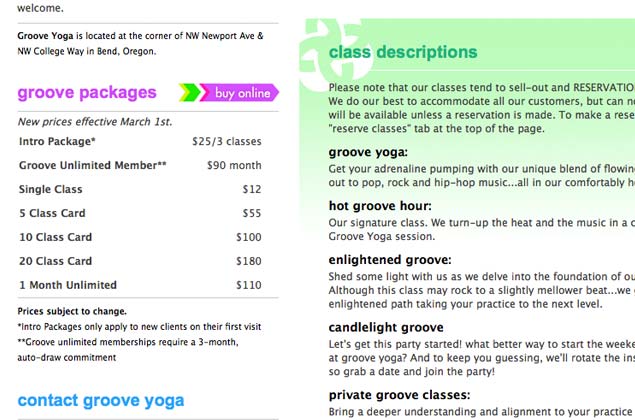 welcome.
Groove Yoga is located at the corner of NW Newport Ave &
NW College Way in Bend, Oregon.
groove packages
buy online
New prices effective March 1st.
Intro Package* $25/3 classes
Groove Unlimited Member** $90 month
Single Class $12
5 Class Card $55
10 Class Card $100
20 Class Card $180
1 Month Unlimited $110
Prices subject to change.
*Intro Packages only apply to new clients on their first visit
**Groove unlimited memberships require a 3-month,
auto-draw commitment
contact groove yoga
class descriptions
Please note that our classes tend to sell-out and RESERVATIO
We do our best to accommodate all our customers, but can no
will be available unless a reservation is made. To make a rese
"reserve classes" tab at the top of the page.
groove yoga:
Get your adrenaline pumping with our unique blend of flowin
out to pop, rock and hip-hop music...all in our comfortably h
hot groove hour:
Our signature class. We turn-up the heat and the music in a c
Groove Yoga session.
enlightened groove:
Shed some light with us as we delve into the foundation of ou
Although this class may rock to a slightly mellower beat...we
enlightened path taking your practice to the next level.
candlelight groove
Let's get this party started! what better way to start the weeke
at groove yoga? And to keep you guessing, we'll rotate the ins
so grab a date and join the party!
private groove classes:
Bring a deeper understanding and alignment to your practice